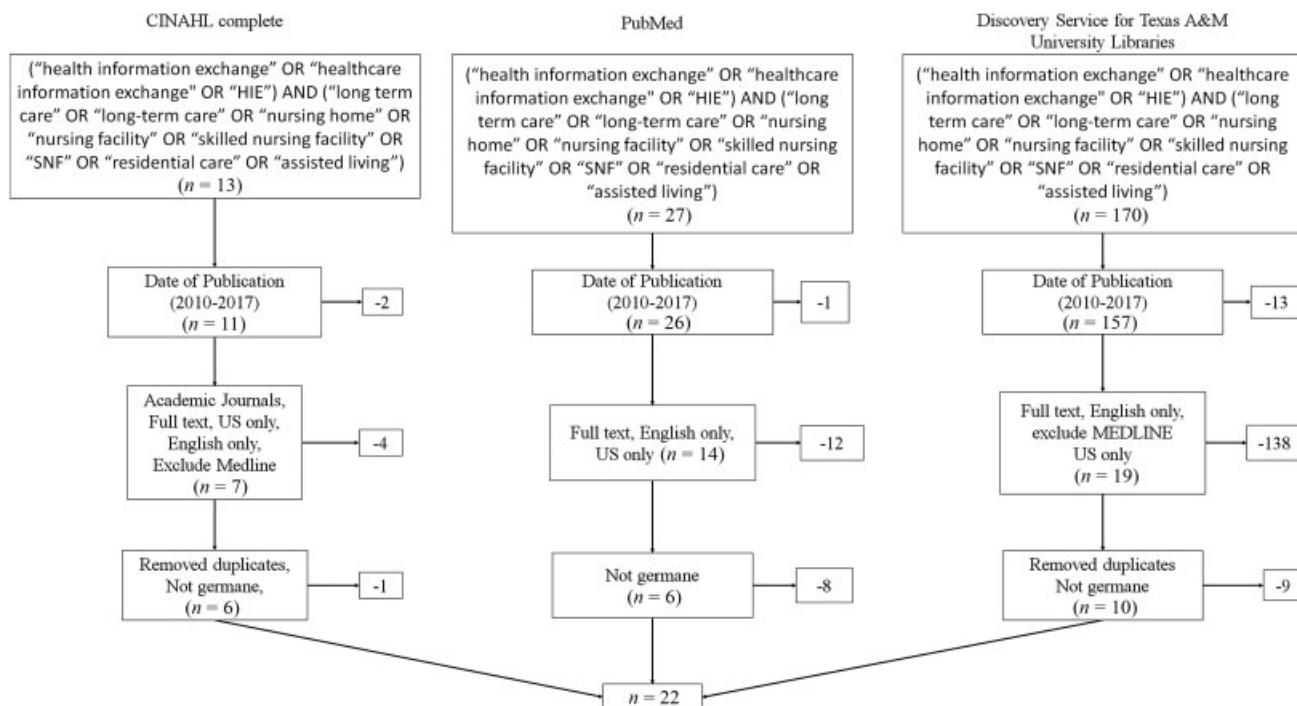 CINAHL complete
(“health information exchange” OR “healthcare
information exchange" OR “HIE”) AND (“long term
care” OR “long-term care” OR “nursing home” OR
“nursing facility” OR “skilled nursing facility” OR
“SNF” OR “residential care” OR “assisted living”)
(n = 13)
Date of Publication
(2010-2017)
(n = 11)
-2
Academic Journals,
Full text, US only,
English only,
Exclude Medline
(n = 7)
-4
Removed duplicates,
Not germane,
(n = 6)
-1
PubMed
(“health information exchange” OR “healthcare
information exchange" OR “HIE”) AND (“long
term care” OR “long-term care” OR “nursing
home” OR “nursing facility” OR “skilled nursing
facility” OR “SNF” OR “residential care” OR
“assisted living”)
(n = 27)
Date of Publication
(2010-2017)
(n = 26)
-1
Full text, English only,
US only (n = 14)
-12
Not germane
(n = 6)
-8
Discovery Service for Texas A&M
University Libraries
(“health information exchange” OR “healthcare
information exchange" OR “HIE”) AND (“long
term care” OR “long-term care” OR “nursing
home” OR “nursing facility” OR “skilled nursing
facility” OR “SNF” OR “residential care” OR
“assisted living”)
(n = 170)
Date of Publication
(2010-2017)
(n = 157)
-13
Full text, English only,
exclude MEDLINE
US only
(n = 19)
-138
Removed duplicates
Not germane
(n = 10)
-9
n = 22